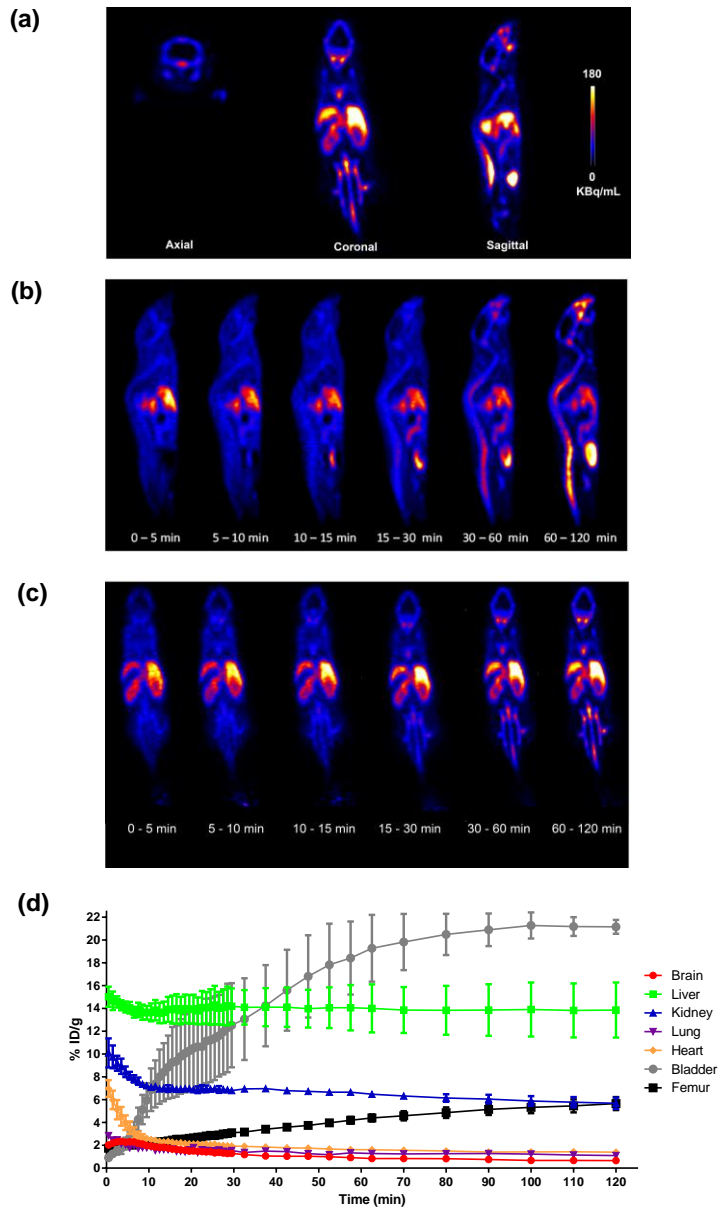 (a)
180
0
KBq/mL
Axial
Coronal
Sagittal
(b)
0 – 5 min
5 – 10 min
10 – 15 min
15 – 30 min
30 – 60 min
60 – 120 min
(c)
0 - 5 min
5 - 10 min
10 - 15 min
15 - 30 min
30 - 60 min
60 - 120 min
(d)
22
20
18
16
14
12
10
8
6
4
2
0
% ID/g
0 10 20 30 40 50 60 70 80 90 100 110 120
Time (min)
Brain
Liver
Kidney
Lung
Heart
Bladder
Femur